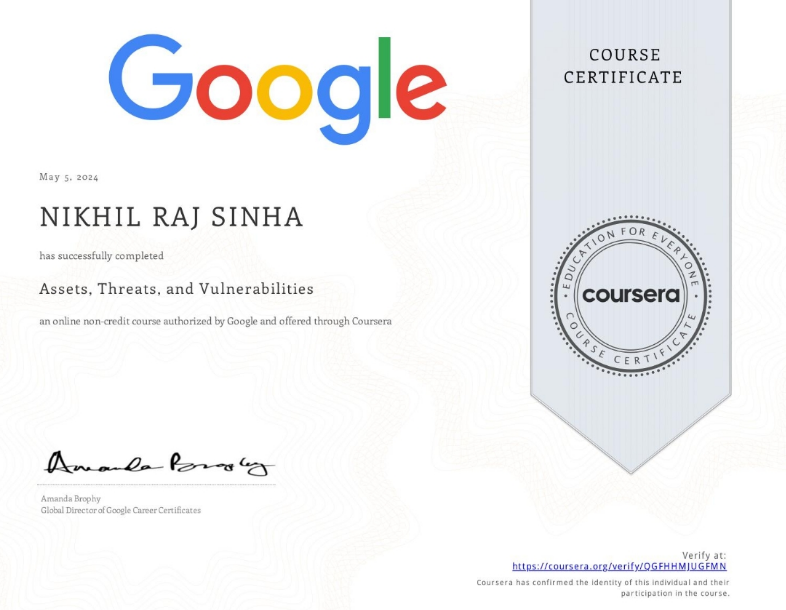 Google
COURSE
CERTIFICATE
May 5, 2024
NIKHIL RAJ SINHA
has successfully completed
Assets, Threats, and Vulnerabilities
an online non-credit course authorized by Google and offered through Coursera
EDUCATION FOR EVERYONE
coursera
COURSE CERTIFICATE
Amanda Brophy
Amanda Brophy
Global Director of Google Career Certificates
Verify at:
https://coursera.org/verify/QGFHHMJUGFMN
Coursera has confirmed the identity of this individual and their
participation in the course.